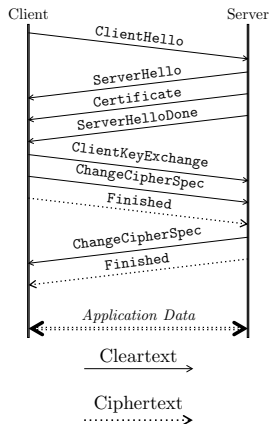 Client
Server
ClientHello
ServerHello
Certificate
ServerHelloDone
ClientKeyExchange
ChangeCipherSpec
Finished
ChangeCipherSpec
Finished
Application Data
Cleartext
Ciphertext